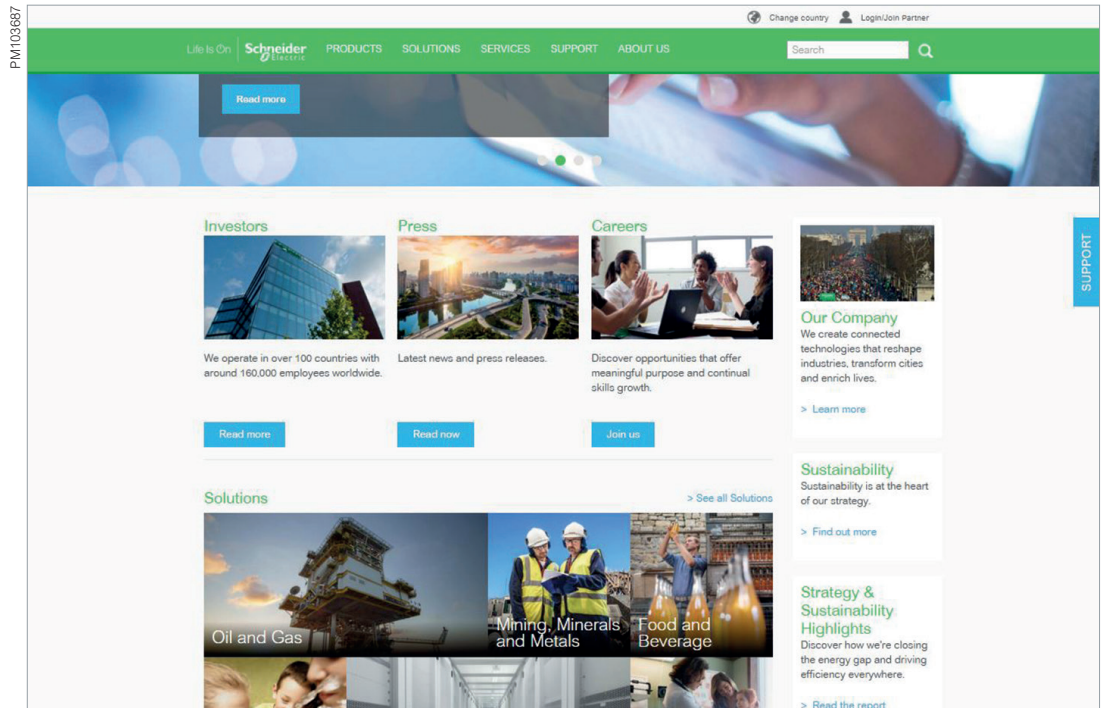 PM103687
Change country
Login/Join Partner
Life Is On
Schneider
Electric
PRODUCTS
SOLUTIONS
SERVICES
SUPPORT
ABOUT US
Search
Read more
Investors
We operate in over 100 countries with
around 160,000 employees worldwide.
Read more
Press
Latest news and press releases.
Read now
Careers
Discover opportunities that offer
meaningful purpose and continual
skills growth.
Join us
Our Company
We create connected
technologies that reshape
industries, transform cities
and enrich lives.
> Learn more
SUPPORT
Sustainability
Sustainability is at the heart
of our strategy.
> Find out more
Strategy &
Sustainability
Highlights
Discover how we're closing
the energy gap and driving
efficiency everywhere.
> Read the report
Solutions
> See all Solutions
Oil and Gas
Mining, Minerals
and Metals
Food and
Beverage